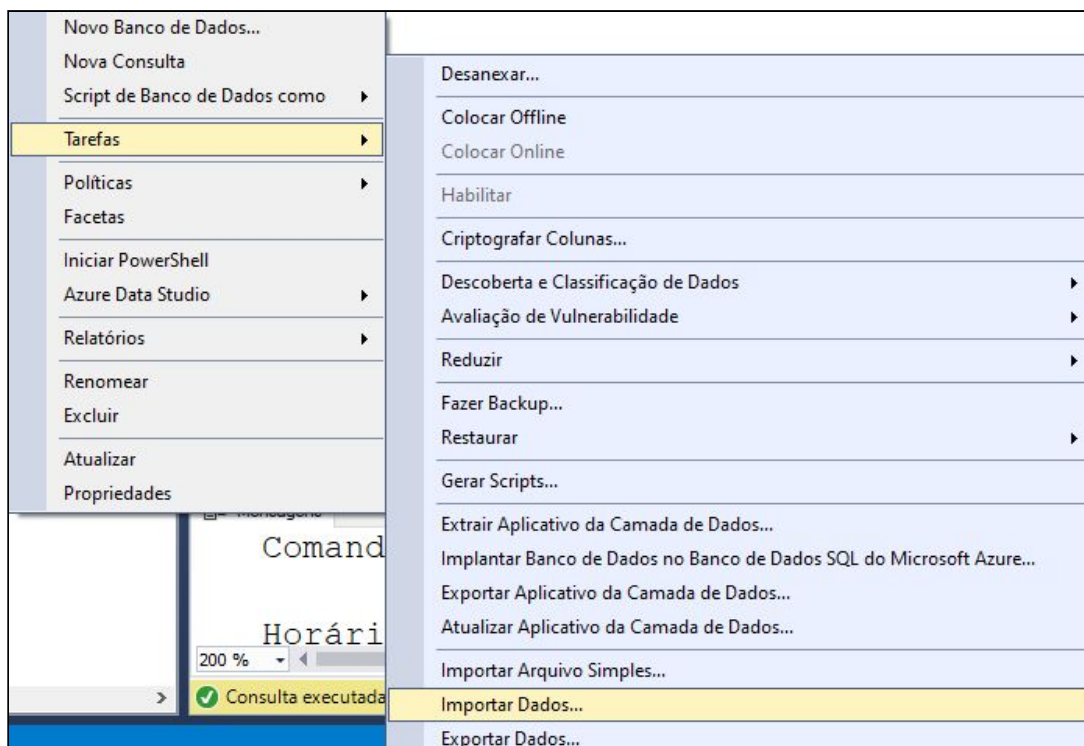 Novo Banco de Dados...
Nova Consulta
Script de Banco de Dados como
Tarefas
Políticas
Facetas
Iniciar PowerShell
Azure Data Studio
Relatórios
Renomear
Excluir
Atualizar
Propriedades
Desanexar...
Colocar Offline
Colocar Online
Habilitar
Criptografar Colunas...
Descoberta e Classificação de Dados
Avaliação de Vulnerabilidade
Reduzir
Fazer Backup...
Restaurar
Gerar Scripts...
Extrair Aplicativo da Camada de Dados...
Implantar Banco de Dados no Banco de Dados SQL do Microsoft Azure...
Exportar Aplicativo da Camada de Dados...
Atualizar Aplicativo da Camada de Dados...
Importar Arquivo Simples...
Importar Dados...
Exportar Dados...
Comand
Horári
200 %
Consulta executada